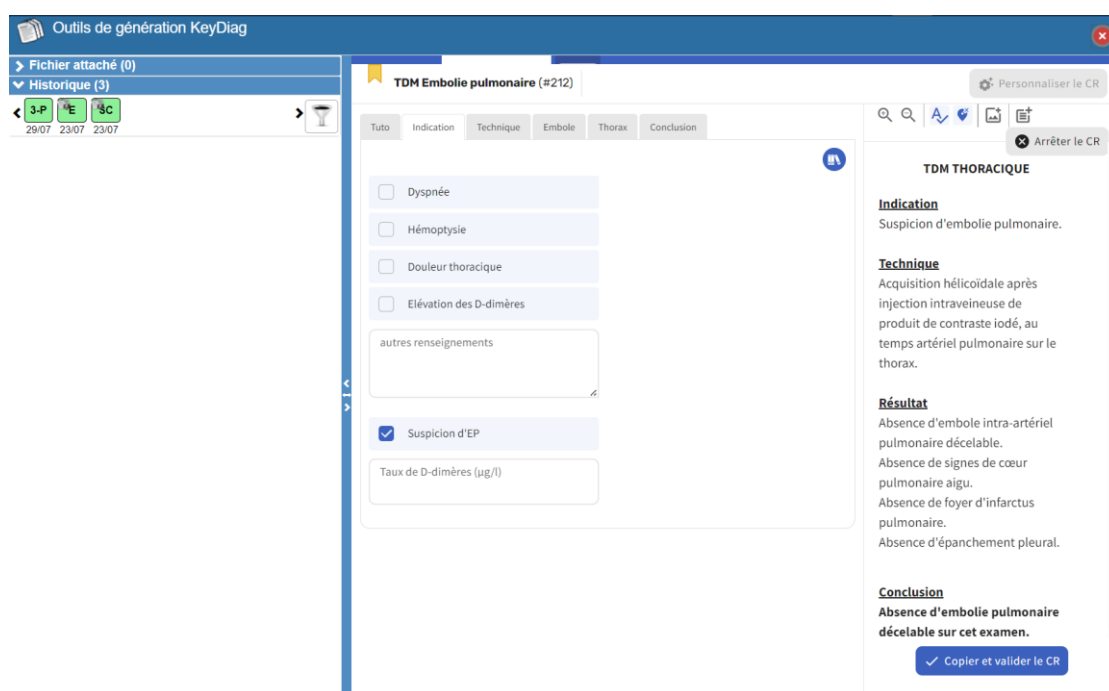 Outils de génération KeyDiag
Fichier attaché (0)
Historique (3)
3-P E SC
29/07 23/07 23/07
TDM Embolie pulmonaire (#212)
Personnaliser le CR
Tuto Indication Technique Embole Thorax Conclusion
Arrêter le CR
Dyspnée
Hémoptysie
Douleur thoracique
Elévation des D-dimères
autres renseignements
Suspicion d'EP
Taux de D-dimères (µg/l)
TDM THORACIQUE
Indication
Suspicion d'embolie pulmonaire.
Technique
Acquisition hélicoïdale après
injection intraveineuse de
produit de contraste iodé, au
temps artériel pulmonaire sur le
thorax.
Résultat
Absence d'embole intra-artériel
pulmonaire décelable.
Absence de signes de cœur
pulmonaire aigu.
Absence de foyer d'infarctus
pulmonaire.
Absence d'épanchement pleural.
Conclusion
Absence d'embolie pulmonaire
décelable sur cet examen.
Copier et valider le CR